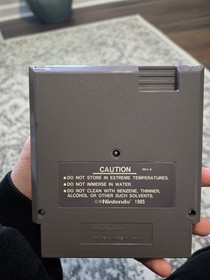 CAUTION
• DO NOT STORE IN EXTREME TEMPERATURES.
• DO NOT IMMERSE IN WATER.
• DO NOT CLEAN WITH BENZENE, THINNER,
ALCOHOL OR OTHER SUCH SOLVENTS.
©Nintendo 1985